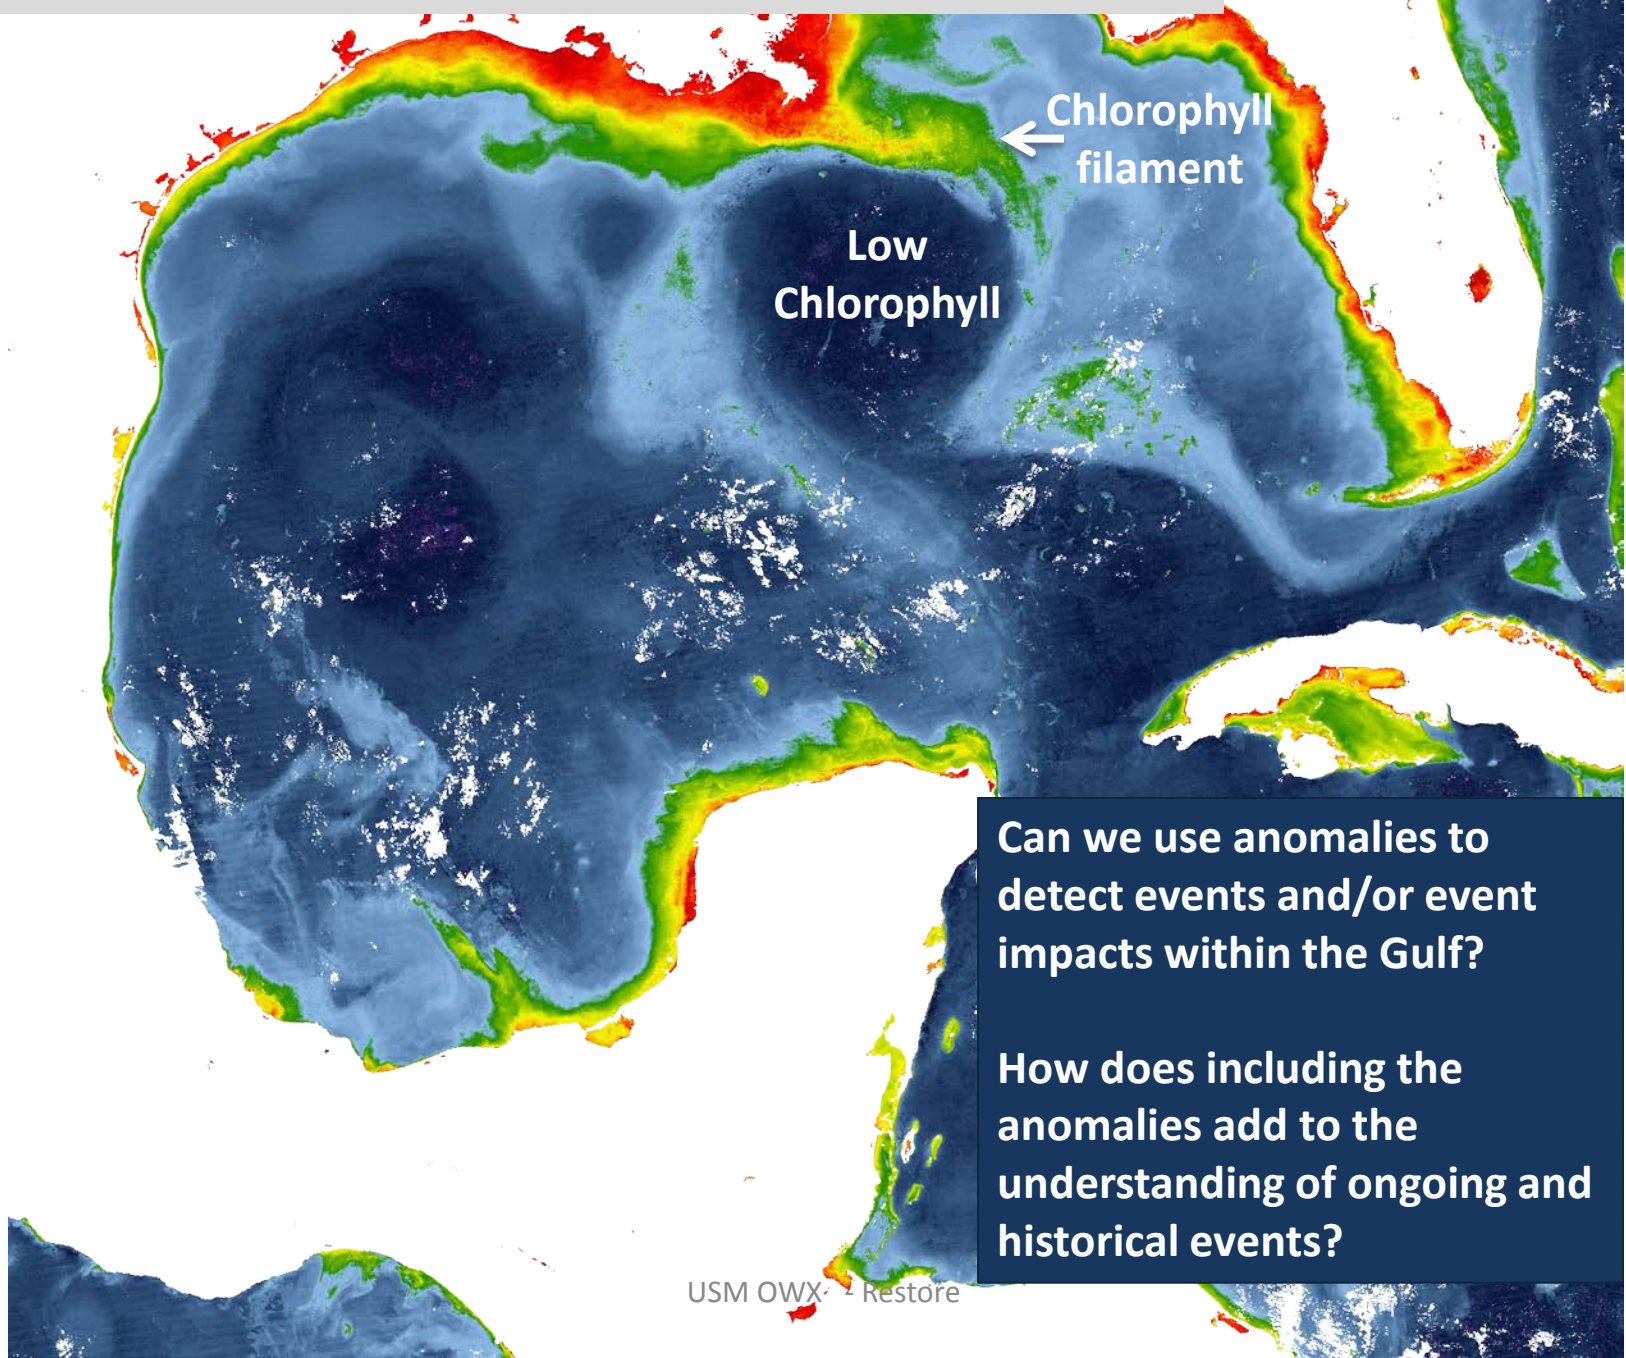 Chlorophyll
filament
Low
Chlorophyll
Can we use anomalies to
detect events and/or event
impacts within the Gulf?
How does including the
anomalies add to the
understanding of ongoing and
historical events?
USM OWX - Restore